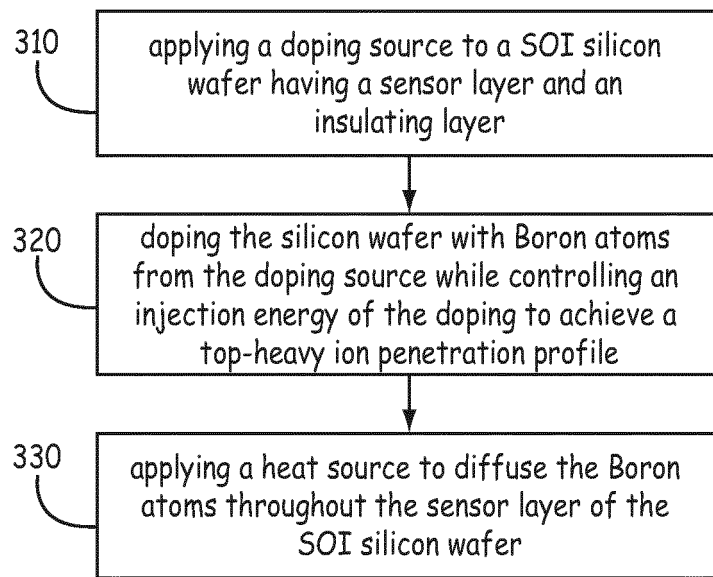 310
applying a doping source to a SOI silicon
wafer having a sensor layer and an
insulating layer
320
doping the silicon wafer with Boron atoms
from the doping source while controlling an
injection energy of the doping to achieve a
top-heavy ion penetration profile
330
applying a heat source to diffuse the Boron
atoms throughout the sensor layer of the
SOI silicon wafer